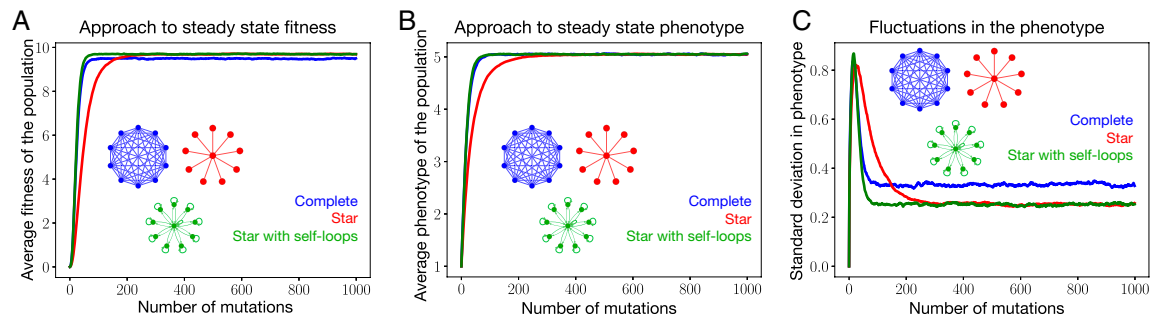 A
Approach to steady state fitness
Average fitness of the population
10
8
6
4
2
0
Complete
Star
Star with self-loops
0
200
400
600
800
1000
Number of mutations
B
Approach to steady state phenotype
Average phenotype of the population
5
4
3
2
1
Complete
Star
Star with self-loops
0
200
400
600
800
1000
Number of mutations
C
Fluctuations in the phenotype
Standard deviation in phenotype
0.8
0.6
0.4
0.2
0.0
Complete
Star
Star with self-loops
0
200
400
600
800
1000
Number of mutations